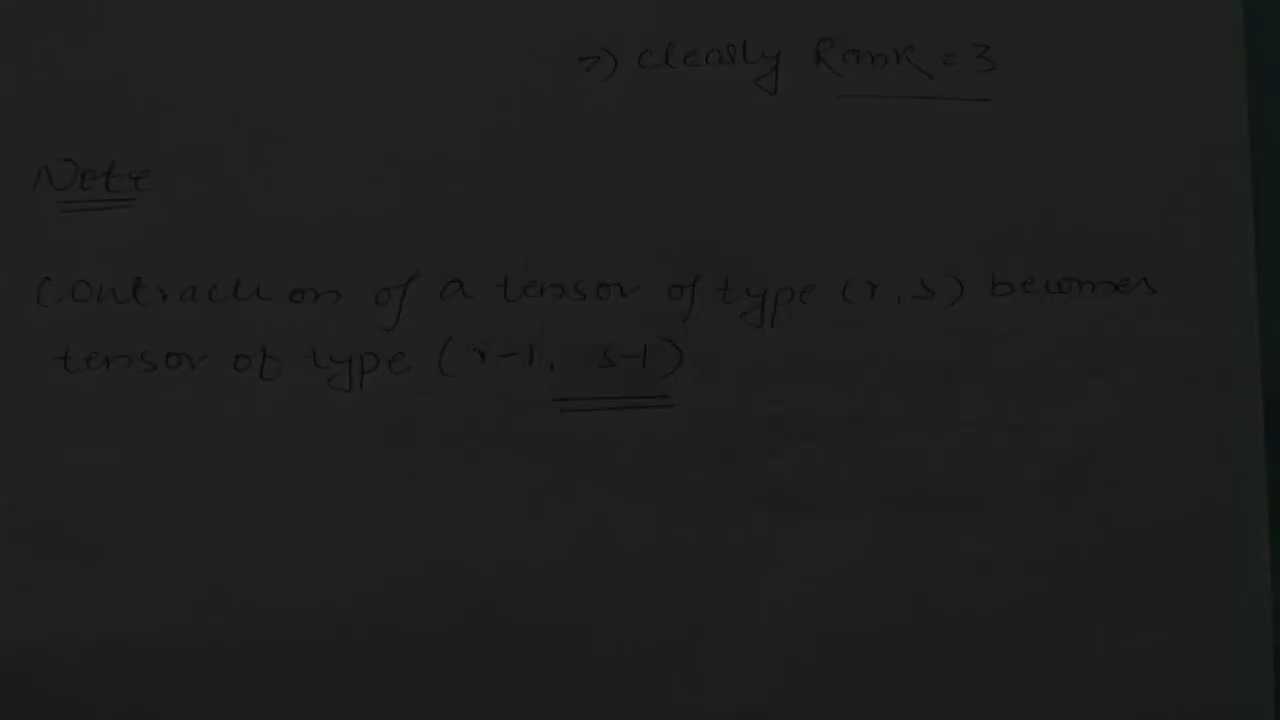 => clearly Rank = 3
Note
Contraction of a tensor of type (r, s) becomes
tensor of type (r-1, s-1)